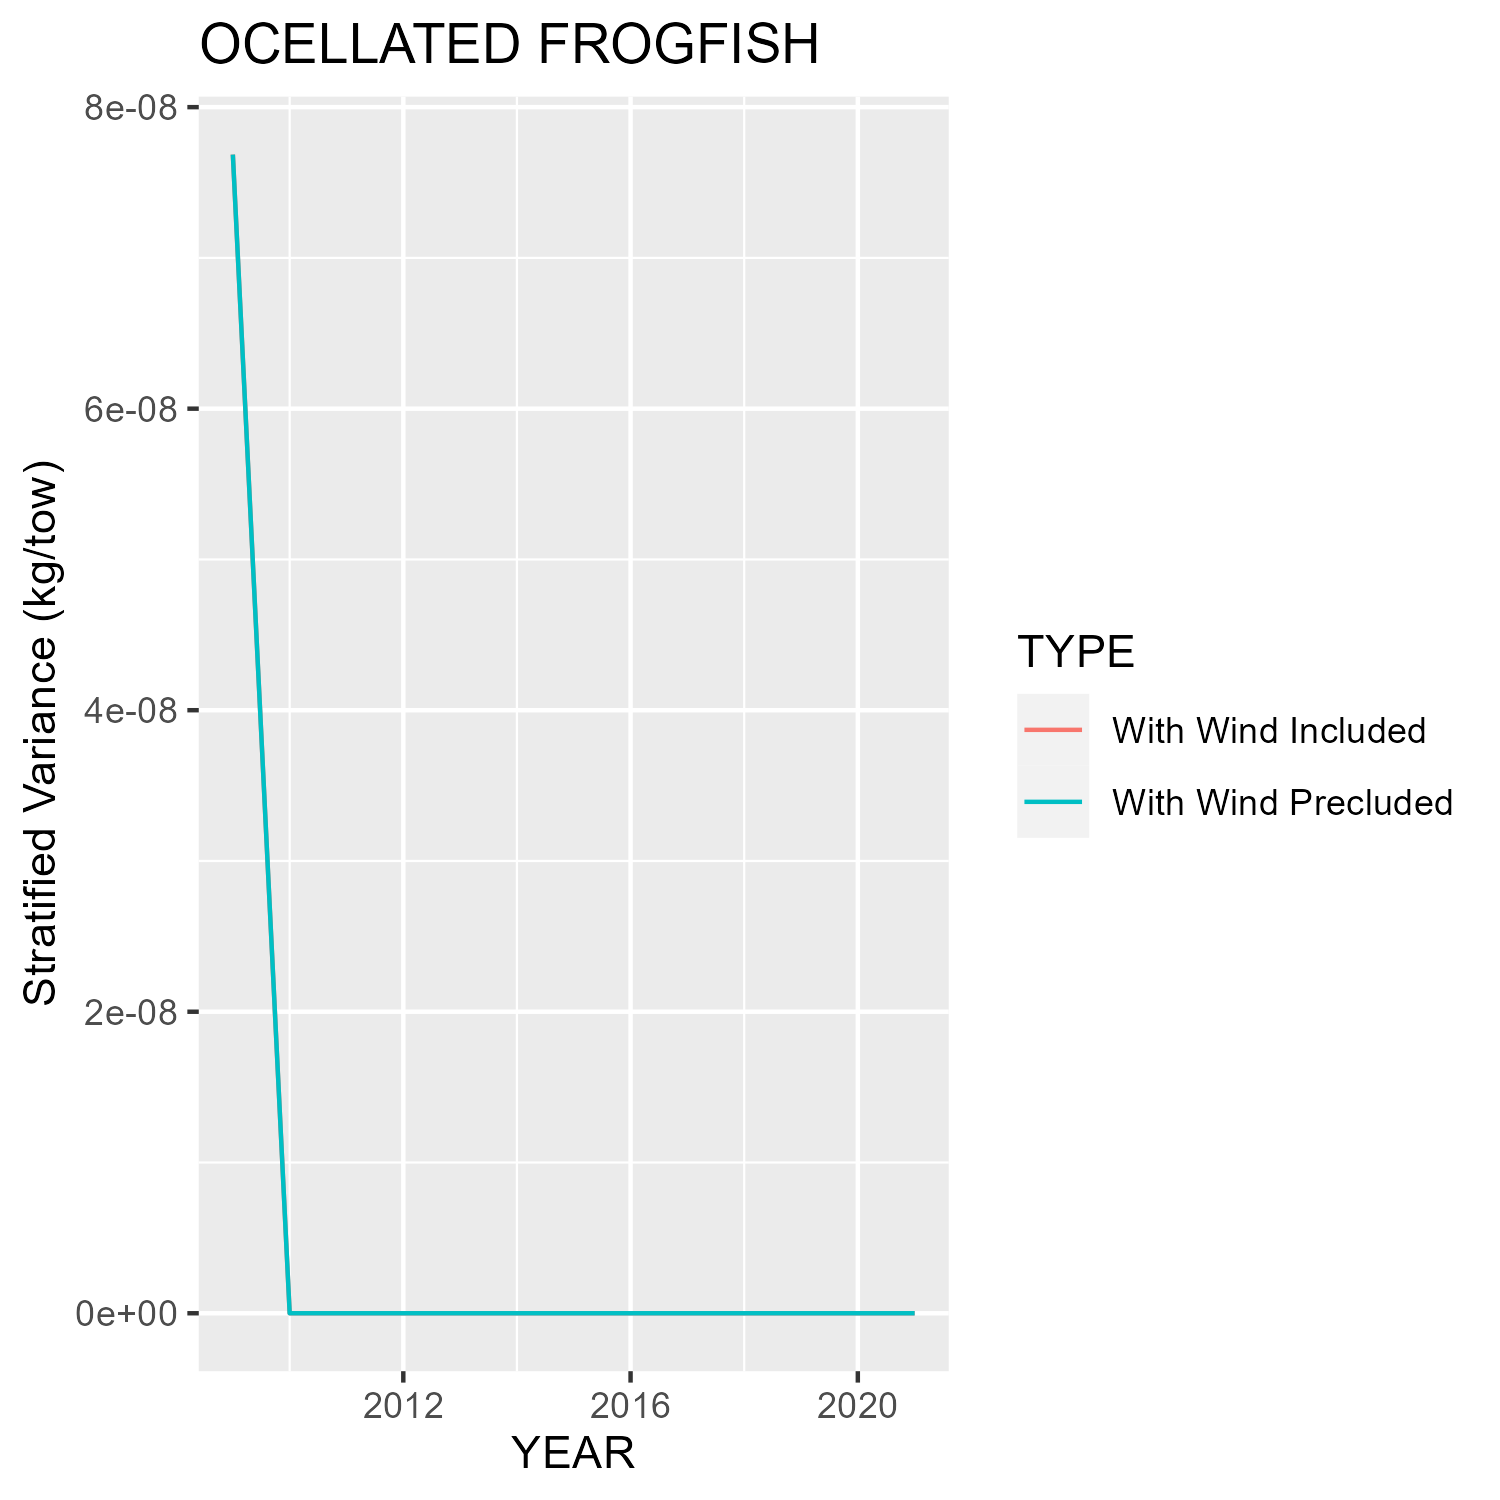 OCELLATED FROGFISH
8e-08
6e-08
4e-08
2e-08
0e+00
Stratified Variance (kg/tow)
2012
2016
2020
YEAR
TYPE
With Wind Included
With Wind Precluded